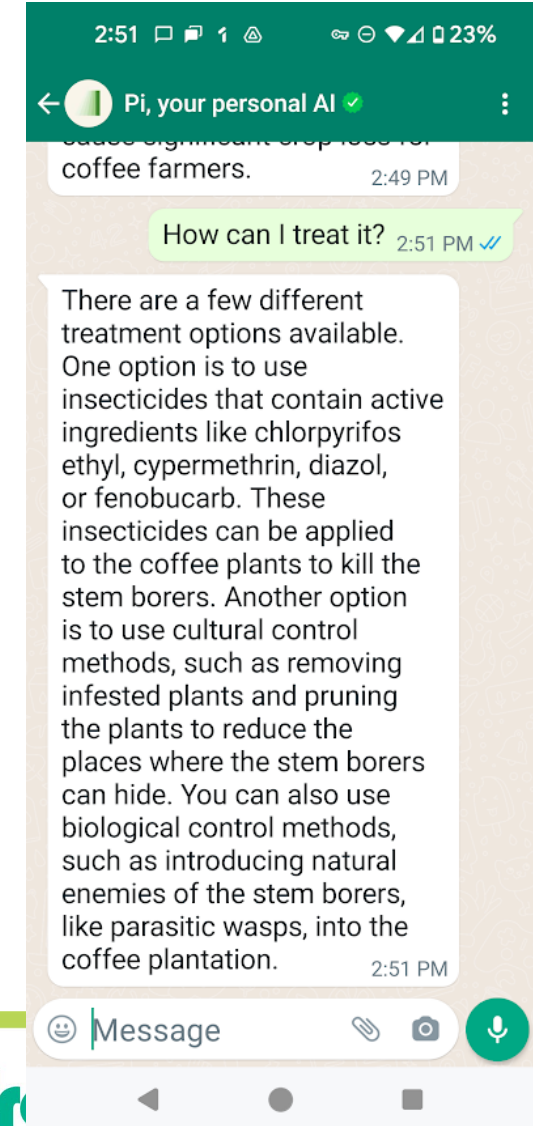 2:51
23%
Pi, your personal AI
cause significant crop loss for
coffee farmers.
2:49 PM
How can I treat it?
2:51 PM
There are a few different
treatment options available.
One option is to use
insecticides that contain active
ingredients like chlorpyrifos
ethyl, cypermethrin, diazol,
or fenobucarb. These
insecticides can be applied
to the coffee plants to kill the
stem borers. Another option
is to use cultural control
methods, such as removing
infested plants and pruning
the plants to reduce the
places where the stem borers
can hide. You can also use
biological control methods,
such as introducing natural
enemies of the stem borers,
like parasitic wasps, into the
coffee plantation.
2:51 PM
Message